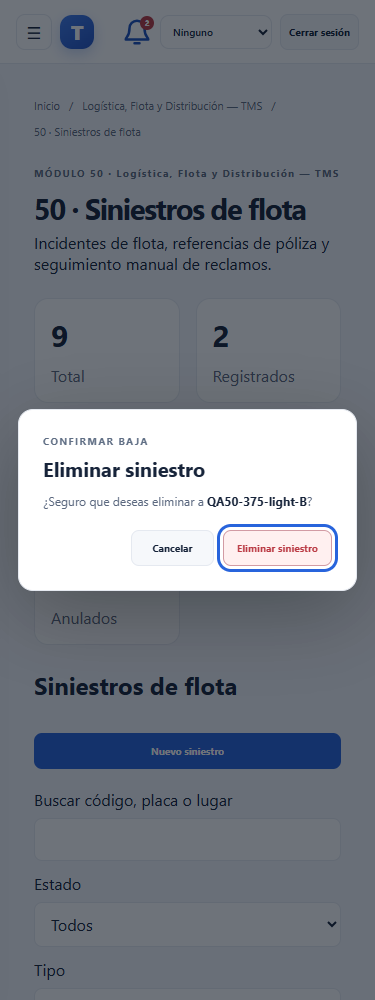 ☰ T 2 Ninguno Cerrar sesión
Inicio / Logística, Flota y Distribución — TMS /
50 · Siniestros de flota
MÓDULO 50 · Logística, Flota y Distribución — TMS
50 · Siniestros de flota
Incidentes de flota, referencias de póliza y
seguimiento manual de reclamos.
9 2
Total Registrados
CONFIRMAR BAJA
Eliminar siniestro
¿Seguro que deseas eliminar a QA50-375-light-B?
Cancelar Eliminar siniestro
Anulados
Siniestros de flota
Nuevo siniestro
Buscar código, placa o lugar
Estado
Todos
Tipo